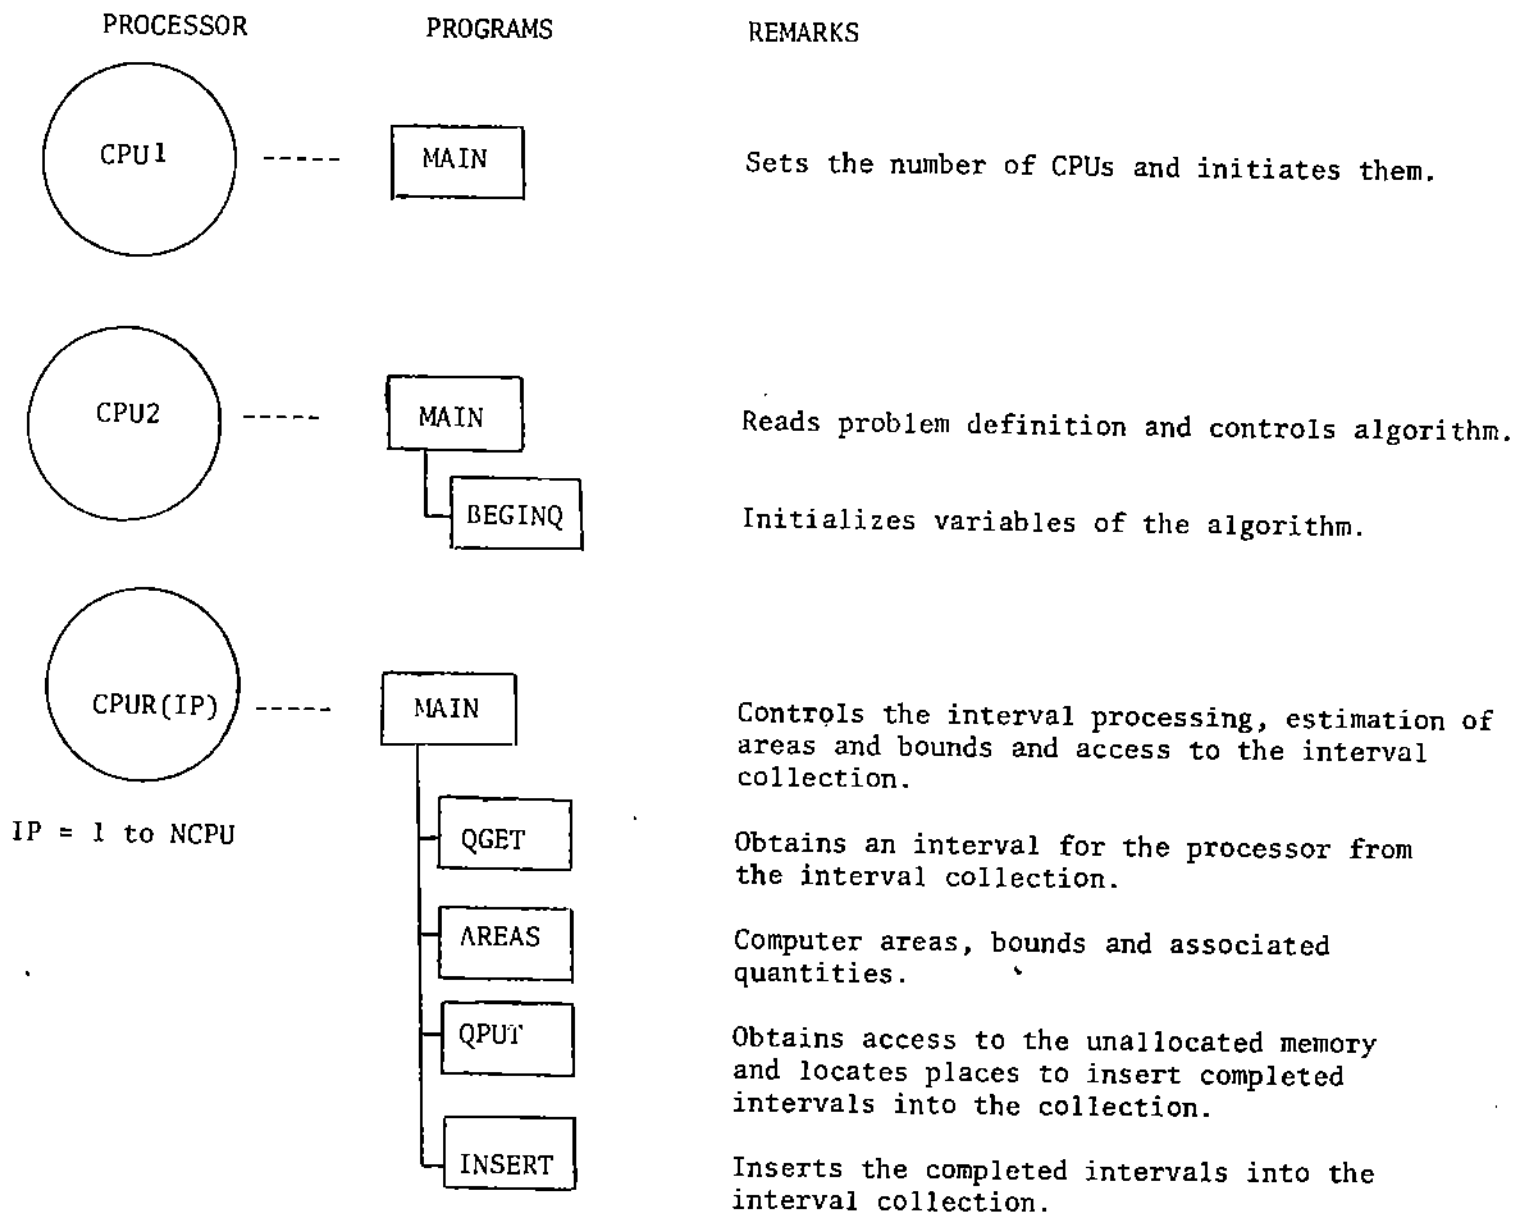 PROCESSOR PROGRAMS REMARKS
CPU1 ----- MAIN Sets the number of CPUs and initiates them.
CPU2 ----- MAIN Reads problem definition and controls algorithm.
BEGINQ Initializes variables of the algorithm.
CPUR(IP) ----- MAIN Controls the interval processing, estimation of
areas and bounds and access to the interval
collection.
IP = 1 to NCPU
QGET Obtains an interval for the processor from
the interval collection.
AREAS Computer areas, bounds and associated
quantities.
QPUT Obtains access to the unallocated memory
and locates places to insert completed
intervals into the collection.
INSERT Inserts the completed intervals into the
interval collection.